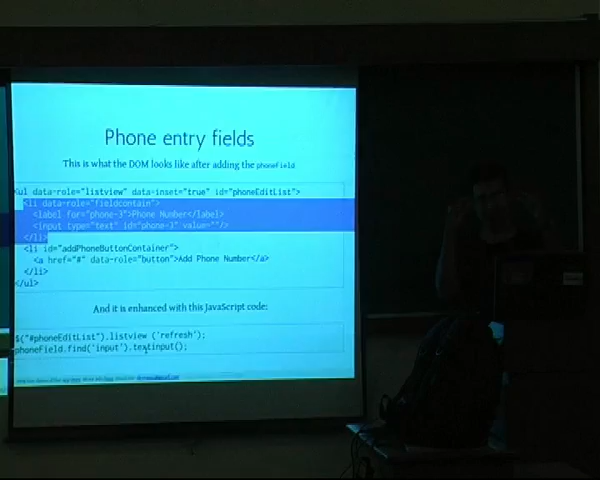 Phone entry fields
This is what the DOM looks like after adding the phoneField
<ul data-role="listview" data-inset="true" id="phoneEditList">
<li data-role="fieldcontain">
<label for="phone-3">Phone Number</label>
<input type="text" id="phone-3" value=""/>
</li>
<li id="addPhoneButtonContainer">
<a href="#" data-role="button">Add Phone Number</a>
</li>
</ul>
And it is enhanced with this JavaScript code:
$("#phoneEditList").listview ('refresh');
phoneField.find('input').textinput();